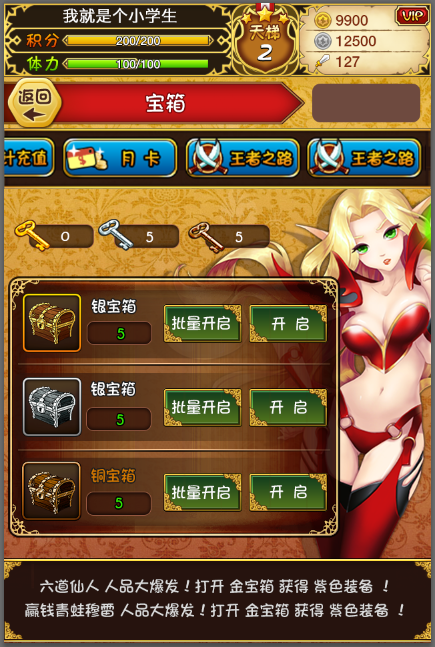 我就是个小学生
积分 200/200
体力 100/100
天梯
2
9900
12500
127
VIP
返回
宝箱
计充值
月卡
王者之路
王者之路
0
5
5
银宝箱
5
批量开启
开 启
银宝箱
5
批量开启
开 启
铜宝箱
5
批量开启
开 启
六道仙人 人品大爆发！打开 金宝箱 获得 紫色装备 ！
赢钱青蛙穆雷 人品大爆发！打开 金宝箱 获得 紫色装备 ！